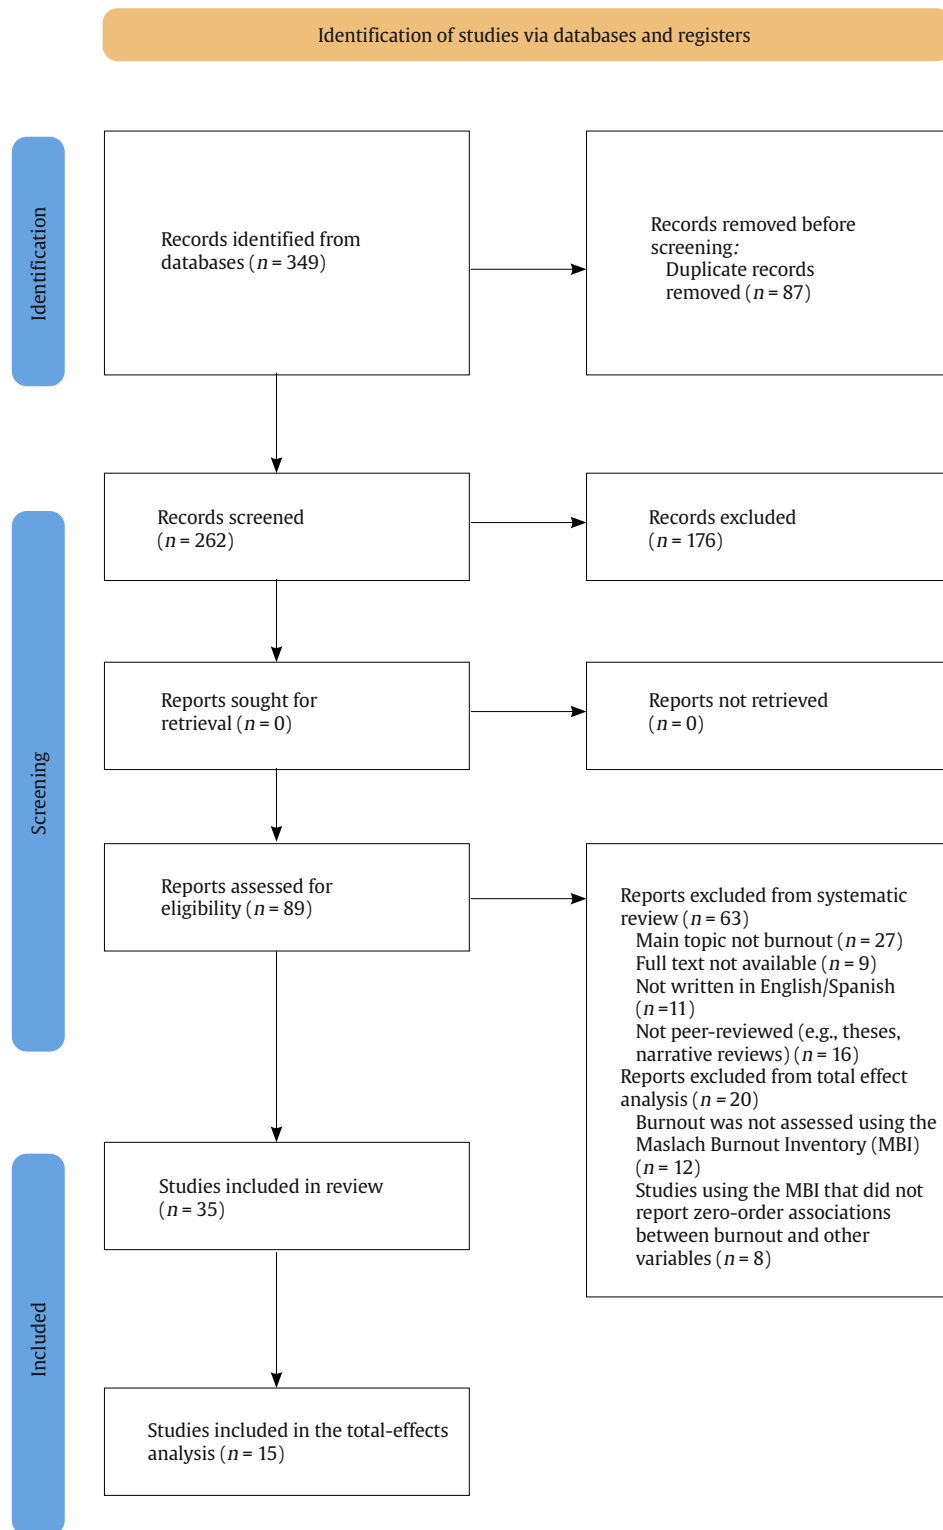 Identification of studies via databases and registers
Identification
Records identified from
databases (n = 349)
Records removed before
screening:
Duplicate records
removed (n = 87)
Screening
Records screened
(n = 262)
Records excluded
(n = 176)
Reports sought for
retrieval (n = 0)
Reports not retrieved
(n = 0)
Reports assessed for
eligibility (n = 89)
Reports excluded from systematic
review (n = 63)
Main topic not burnout (n = 27)
Full text not available (n = 9)
Not written in English/Spanish
(n =11)
Not peer-reviewed (e.g., theses,
narrative reviews) (n = 16)
Reports excluded from total effect
analysis (n = 20)
Burnout was not assessed using the
Maslach Burnout Inventory (MBI)
(n = 12)
Studies using the MBI that did not
report zero-order associations
between burnout and other
variables (n = 8)
Included
Studies included in review
(n = 35)
Studies included in the total-effects
analysis (n = 15)